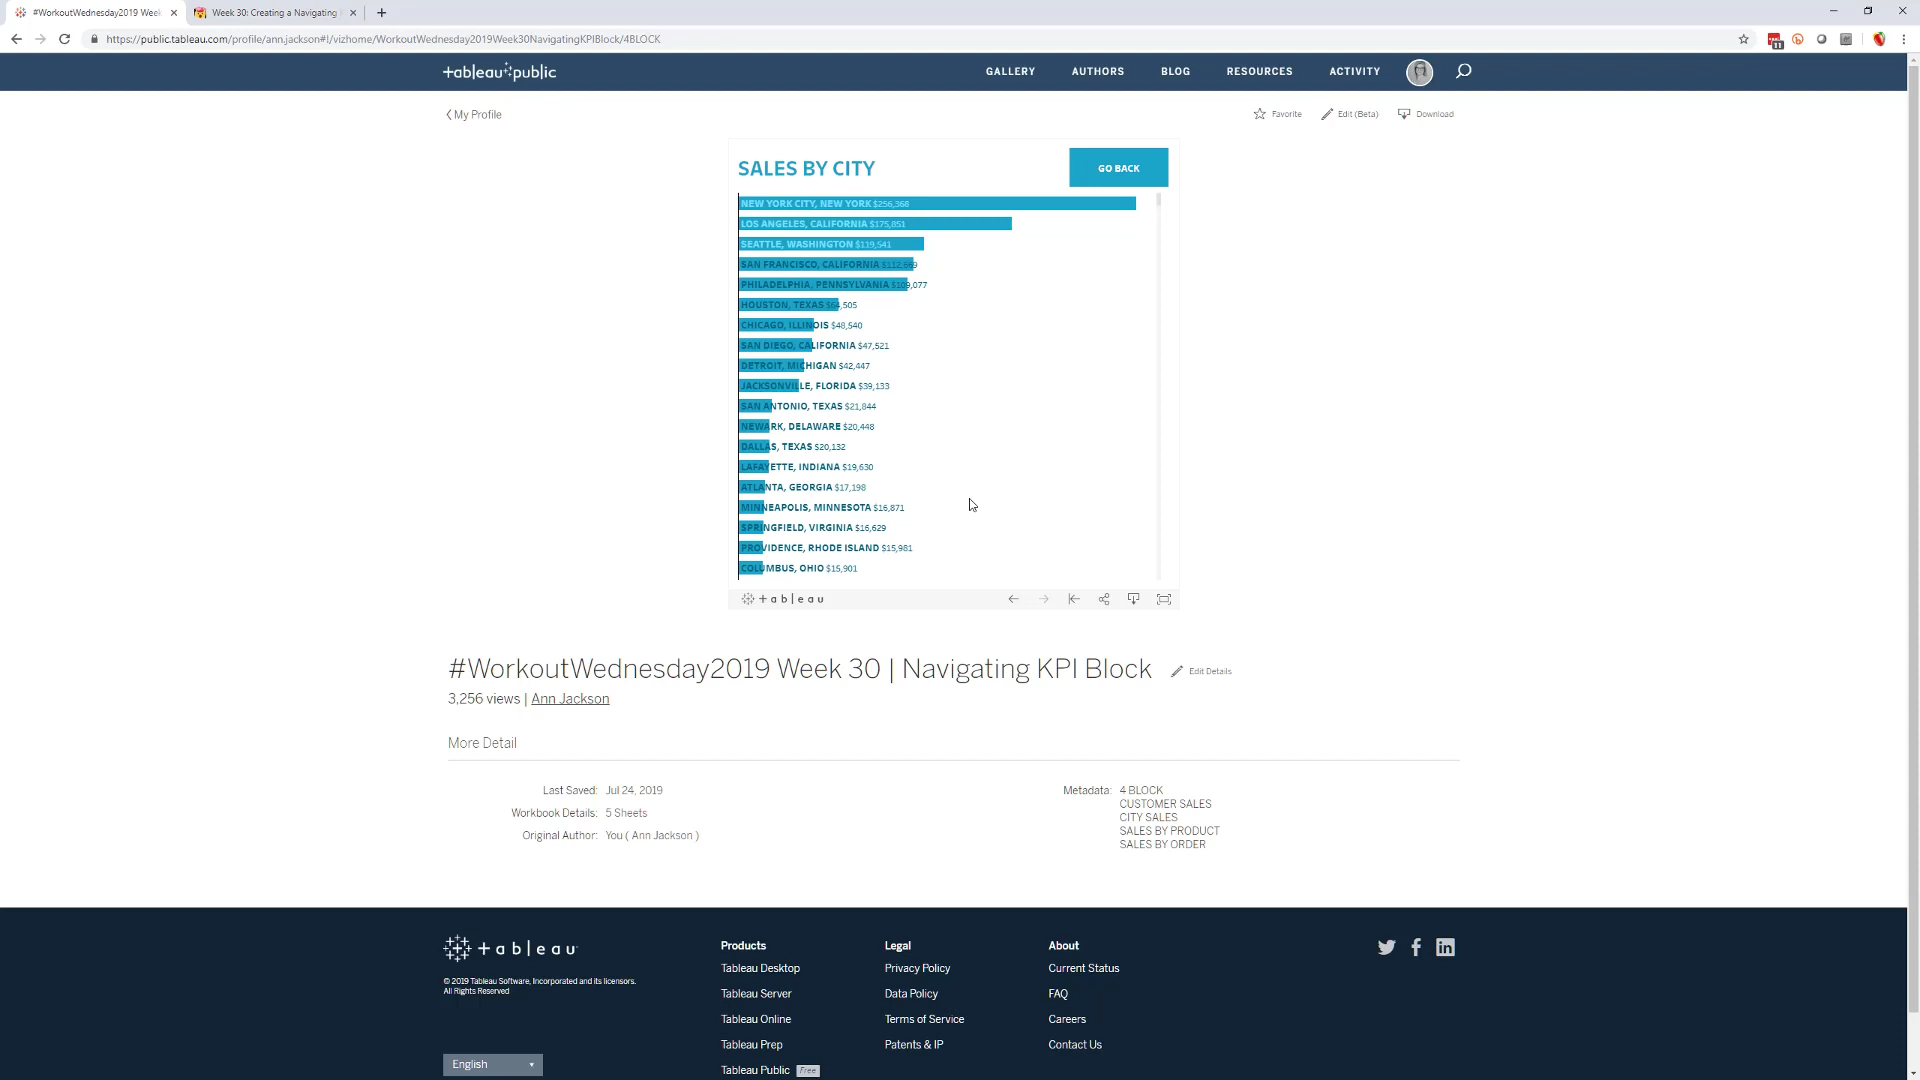 #WorkoutWednesday2019 Week
Week 30: Creating a Navigating
https://public.tableau.com/profile/ann.jackson#!/vizhome/WorkoutWednesday2019Week30NavigatingKPIBlock/4BLOCK
+ableau+public
GALLERY AUTHORS BLOG RESOURCES ACTIVITY
My Profile
Favorite Edit (Beta) Download
SALES BY CITY
GO BACK
NEW YORK CITY, NEW YORK $256,368
LOS ANGELES, CALIFORNIA $175,851
SEATTLE, WASHINGTON $119,541
SAN FRANCISCO, CALIFORNIA $112,669
PHILADELPHIA, PENNSYLVANIA $109,077
HOUSTON, TEXAS $64,505
CHICAGO, ILLINOIS $48,540
SAN DIEGO, CALIFORNIA $47,521
DETROIT, MICHIGAN $42,447
JACKSONVILLE, FLORIDA $39,133
SAN ANTONIO, TEXAS $21,844
NEWARK, DELAWARE $20,448
DALLAS, TEXAS $20,132
LAFAYETTE, INDIANA $19,630
ATLANTA, GEORGIA $17,198
MINNEAPOLIS, MINNESOTA $16,871
SPRINGFIELD, VIRGINIA $16,629
PROVIDENCE, RHODE ISLAND $15,981
COLUMBUS, OHIO $15,901
+ableau
#WorkoutWednesday2019 Week 30 | Navigating KPI Block
Edit Details
3,256 views | Ann Jackson
More Detail
Last Saved: Jul 24, 2019
Workbook Details: 5 Sheets
Original Author: You ( Ann Jackson )
Metadata: 4 BLOCK
CUSTOMER SALES
CITY SALES
SALES BY PRODUCT
SALES BY ORDER
+ableau
© 2019 Tableau Software, Incorporated and its licensors.
All Rights Reserved
English
Products
Tableau Desktop
Tableau Server
Tableau Online
Tableau Prep
Tableau Public Free
Legal
Privacy Policy
Data Policy
Terms of Service
Patents & IP
About
Current Status
FAQ
Careers
Contact Us